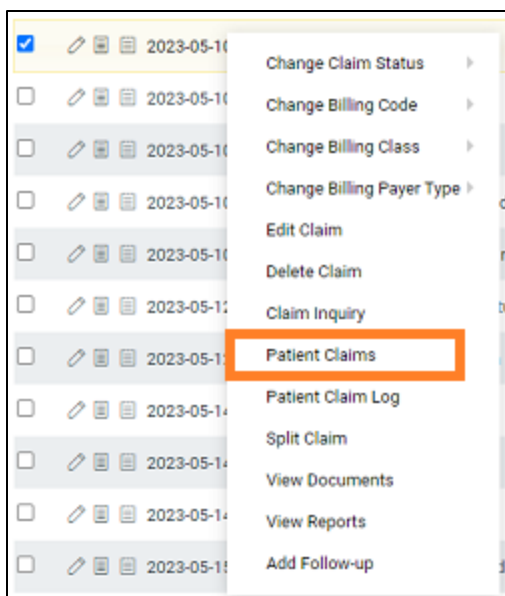 2023-05-10
Change Claim Status
2023-05-10
Change Billing Code
2023-05-10
Change Billing Class
2023-05-10
Change Billing Payer Type
Edit Claim
2023-05-10
Delete Claim
2023-05-12
Claim Inquiry
2023-05-1
Patient Claims
2023-05-14
Patient Claim Log
Split Claim
2023-05-14
View Documents
2023-05-14
View Reports
2023-05-15
Add Follow-up